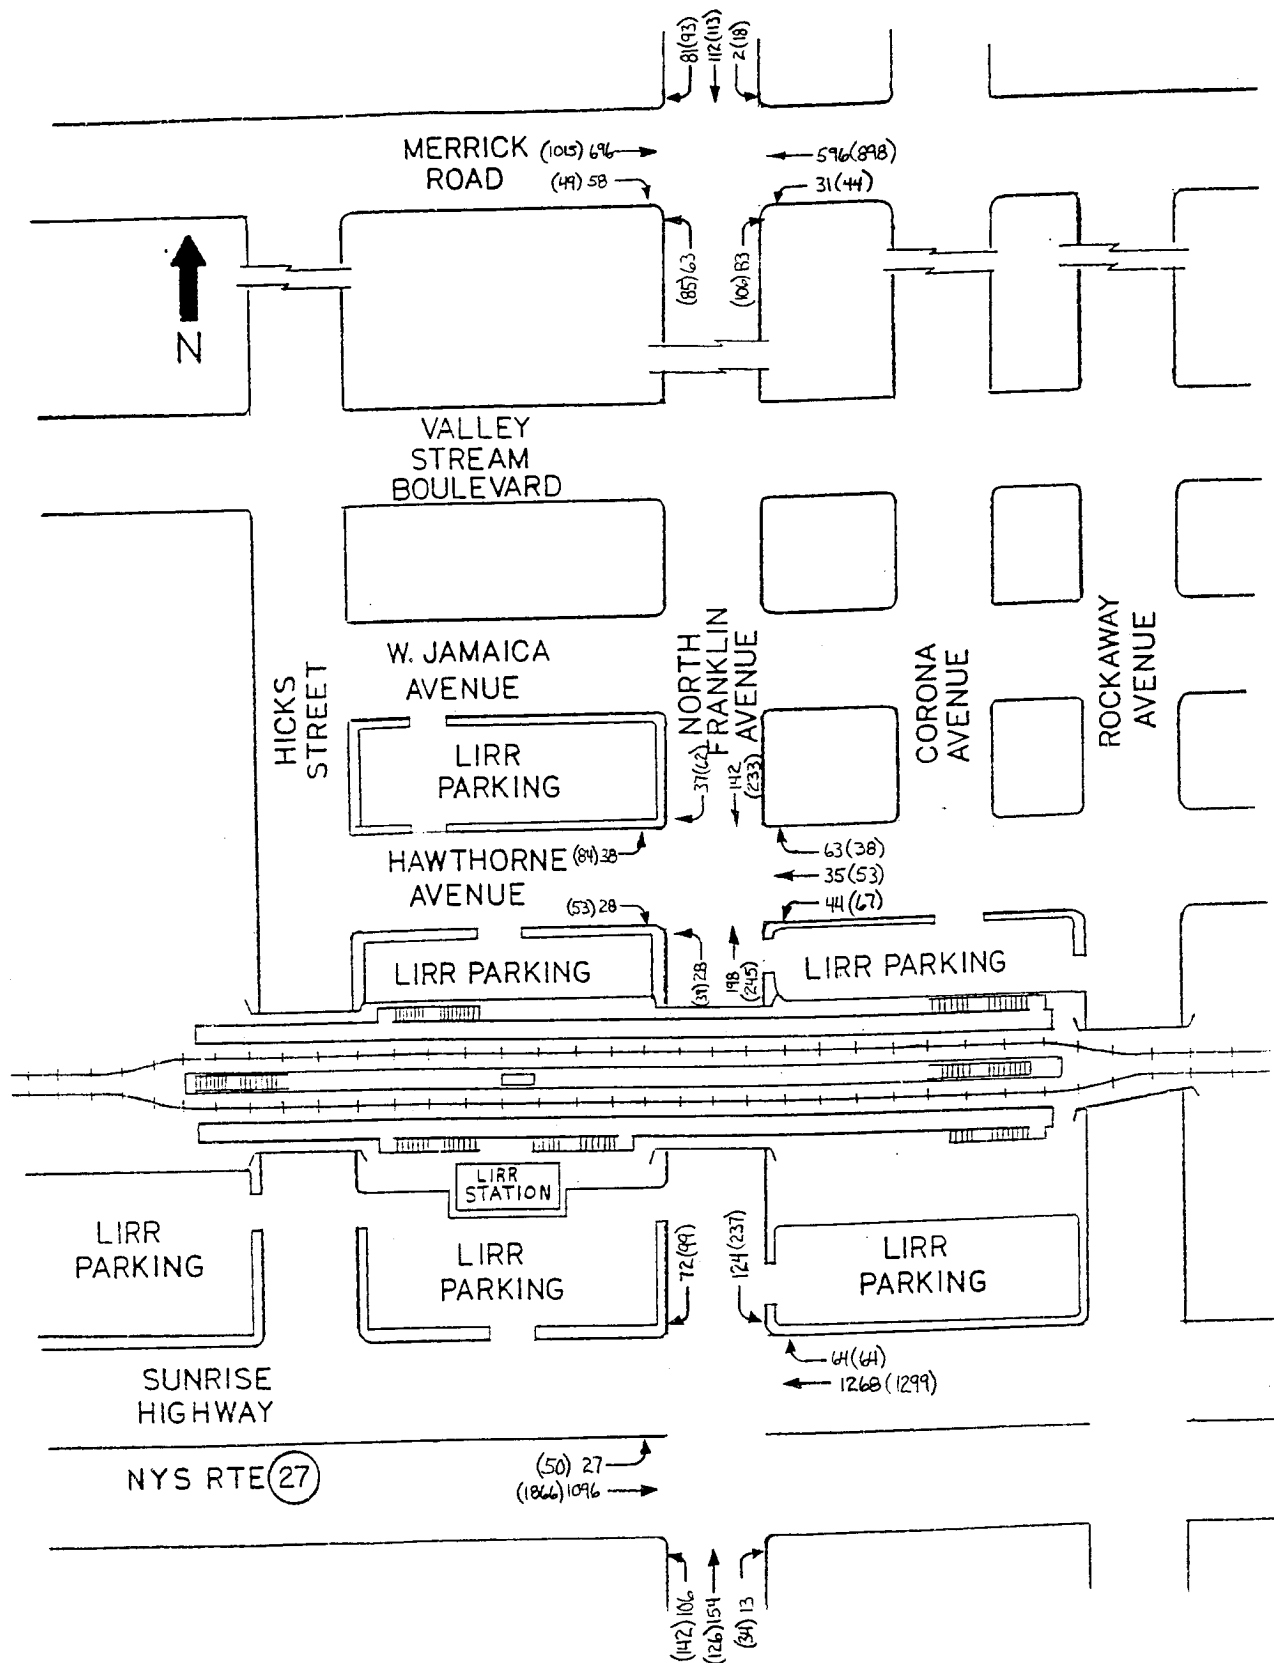 81(93)
112(113)
2(18)
MERRICK
ROAD
(1015) 696
596(898)
(49) 58
31(44)
(85) 63
(106) 83
N
VALLEY
STREAM
BOULEVARD
W. JAMAICA
AVENUE
HICKS
STREET
NORTH
FRANKLIN
AVENUE
CORONA
AVENUE
ROCKAWAY
AVENUE
LIRR
PARKING
37(62)
142
(233)
HAWTHORNE
AVENUE
(84) 38
63(38)
35(53)
(53) 28
44(67)
LIRR PARKING
28
198
(245)
LIRR PARKING
LIRR
STATION
LIRR
PARKING
LIRR
PARKING
72(99)
124(237)
LIRR
PARKING
64(64)
1268(1299)
SUNRISE
HIGHWAY
NYS RTE 27
(50) 27
(1866) 1096
(142) 106
(126) 154
(34) 13